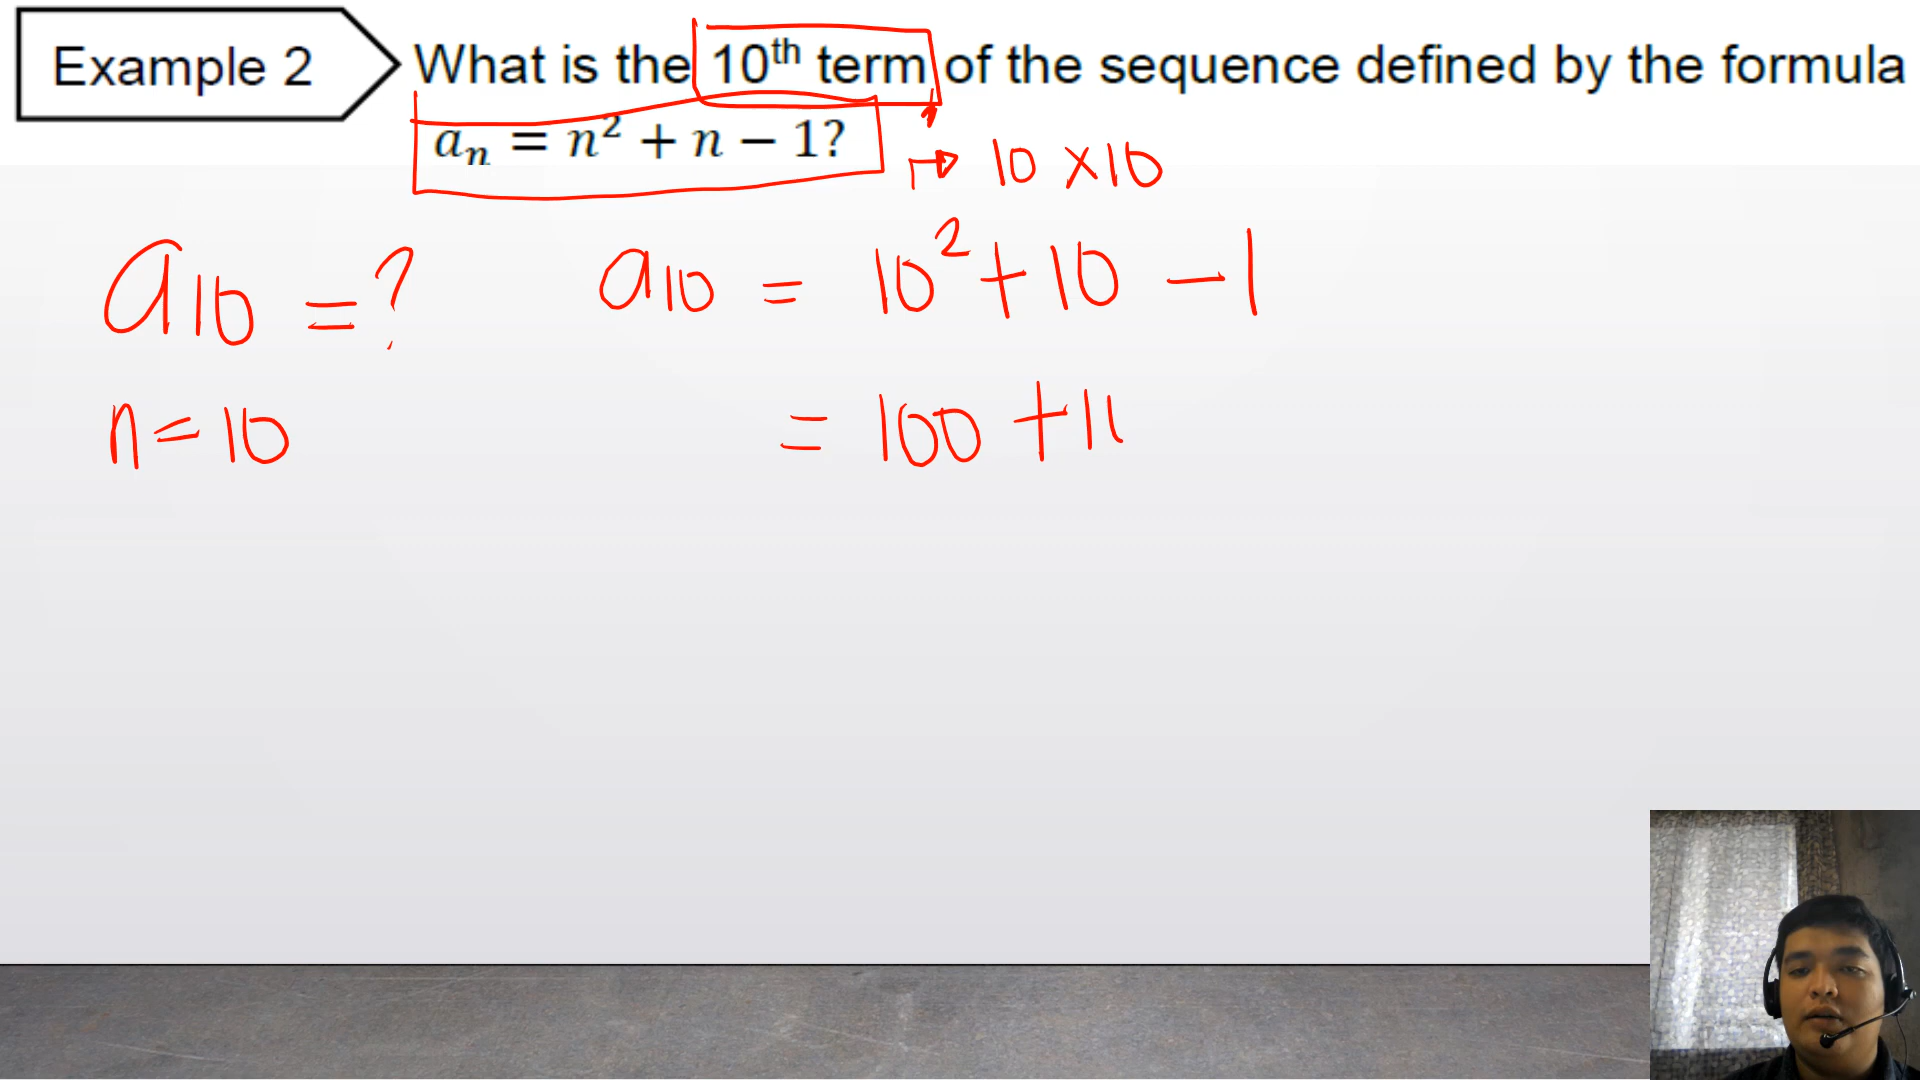 Example 2 What is the 10th term of the sequence defined by the formula
aₙ = n² + n − 1?
→ 10 × 10
a₁₀ = ? a₁₀ = 10² + 10 − 1
n = 10 = 100 + 1